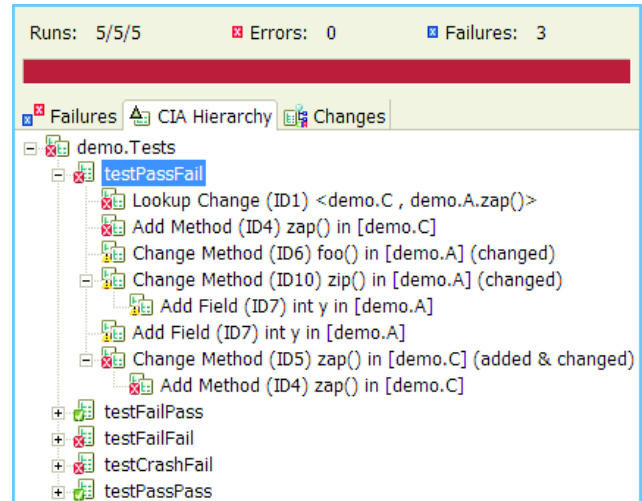 Runs: 5/5/5 Errors: 0 Failures: 3
Failures CIA Hierarchy Changes
demo.Tests
testPassFail
Lookup Change (ID1) <demo.C , demo.A.zap()>
Add Method (ID4) zap() in [demo.C]
Change Method (ID6) foo() in [demo.A] (changed)
Change Method (ID10) zip() in [demo.A] (changed)
Add Field (ID7) int y in [demo.A]
Add Field (ID7) int y in [demo.A]
Change Method (ID5) zap() in [demo.C] (added & changed)
Add Method (ID4) zap() in [demo.C]
testFailPass
testFailFail
testCrashFail
testPassPass